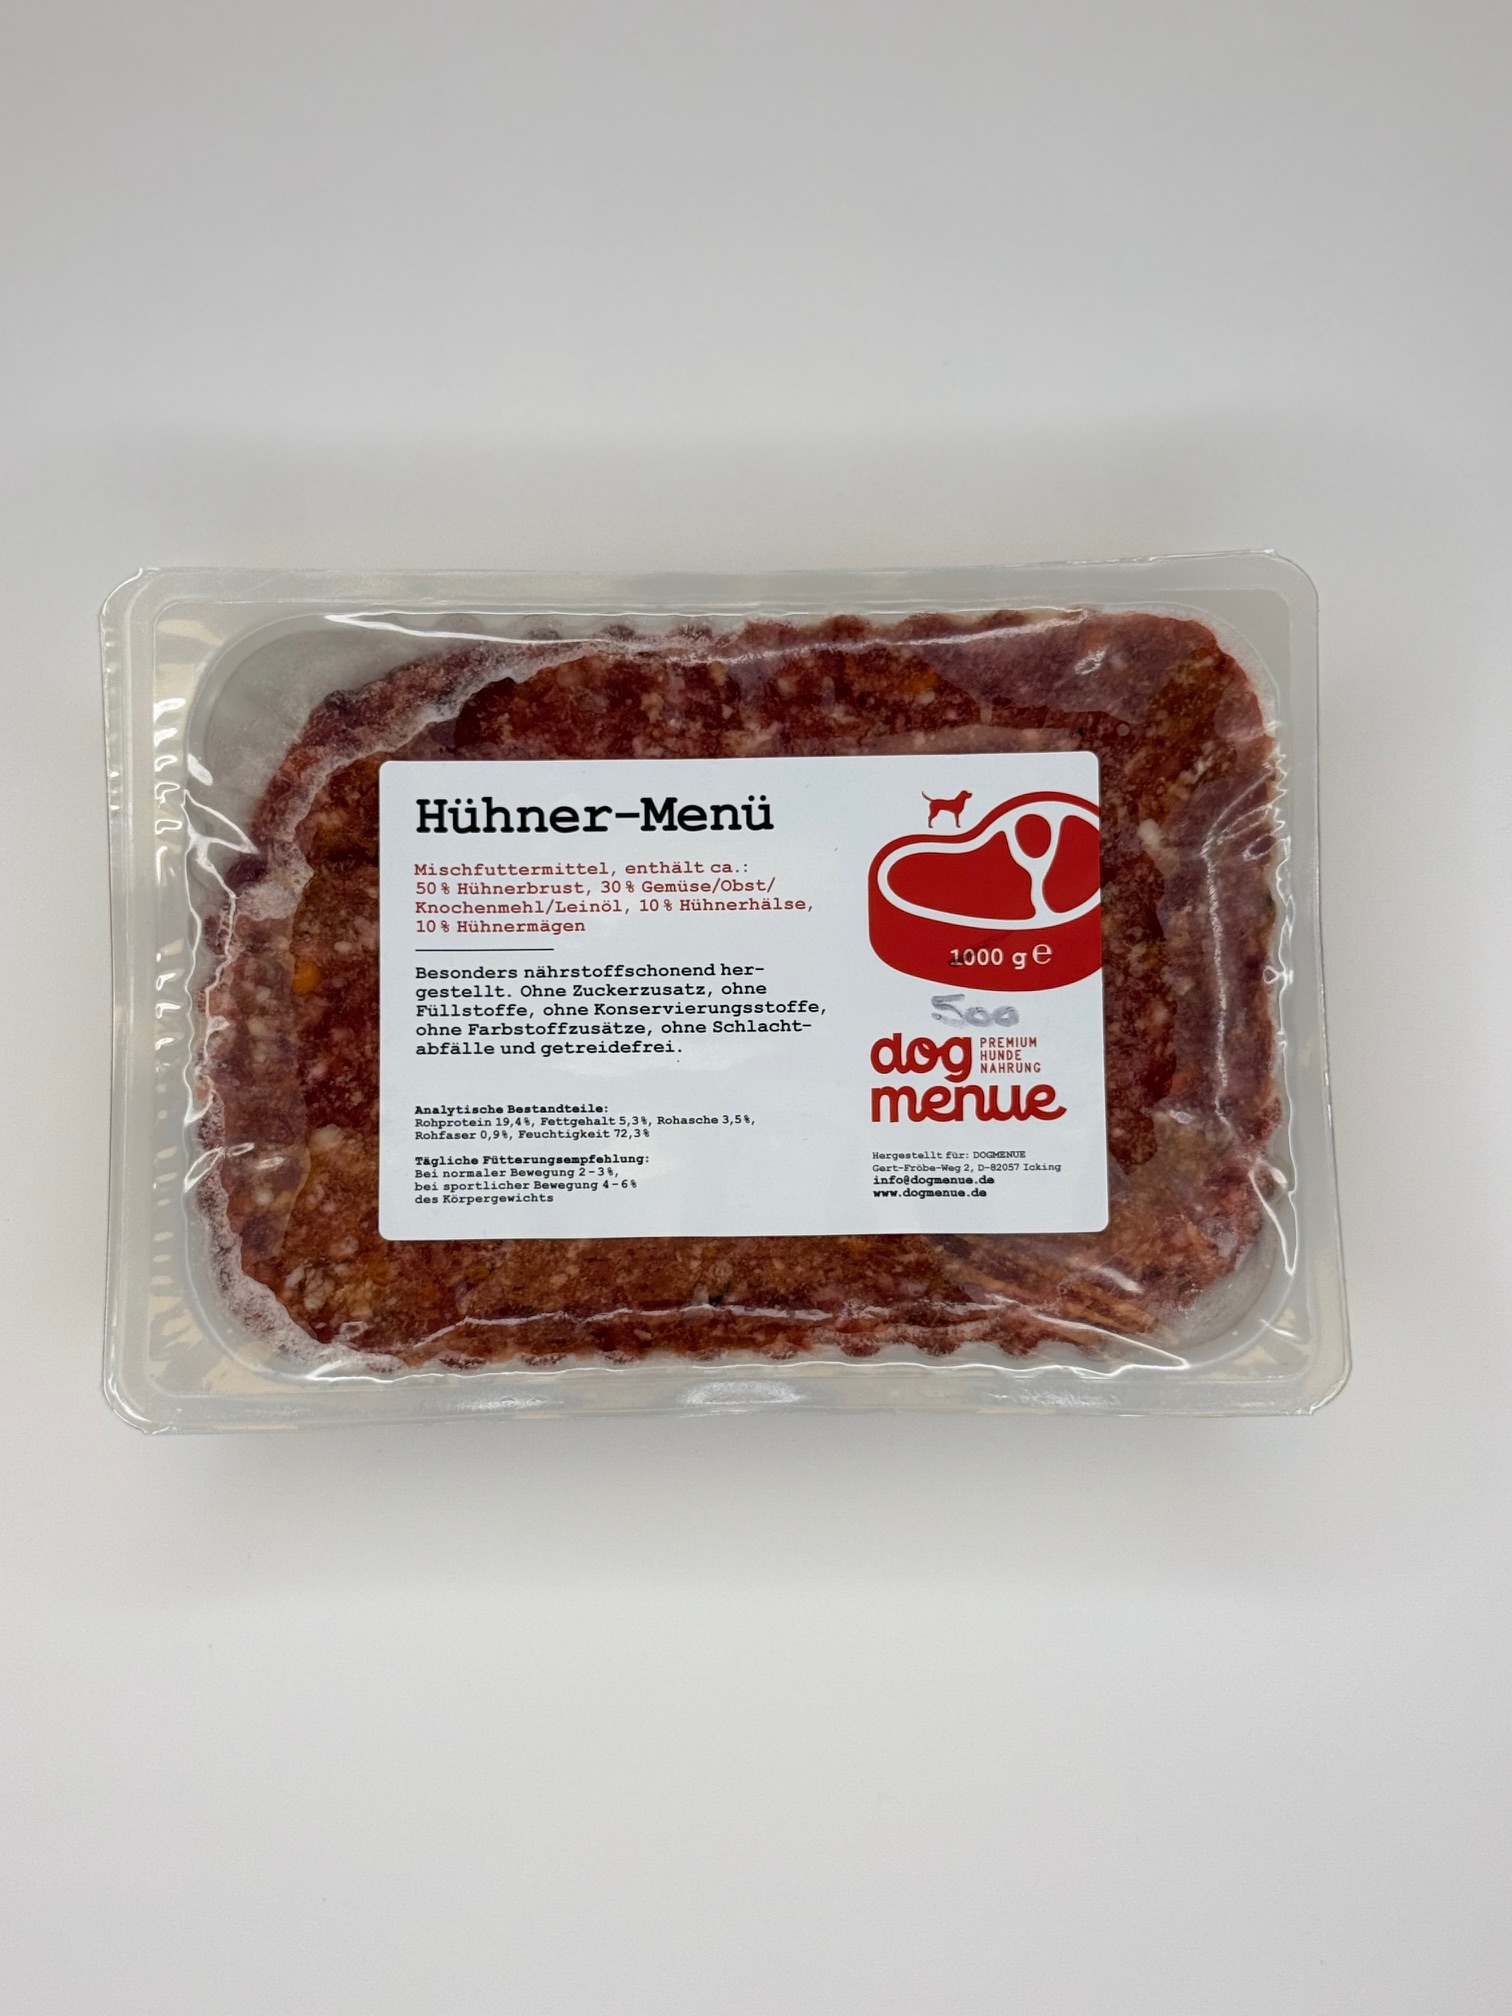 Hühner-Menü
Mischfuttermittel, enthält ca.:
50% Hühnerbrust, 30% Gemüse/Obst/
Knochenmehl/Leinöl, 10% Hühnerhälse,
10% Hühnermägen
Besonders nährstoffschonend her-
gestellt. Ohne Zuckerzusatz, ohne
Füllstoffe, ohne Konservierungsstoffe,
ohne Farbstoffzusätze, ohne Schlacht-
abfälle und getreidefrei.
Analytische Bestandteile:
Rohprotein 19,4%, Fettgehalt 5,3%, Rohasche 3,5%,
Rohfaser 0,9%, Feuchtigkeit 72,3%
Tägliche Fütterungsempfehlung:
Bei normaler Bewegung 2-3%,
bei sportlicher Bewegung 4-6%
des Körpergewichts
1000 g e
500
dog
menue
PREMIUM
HUNDE
NAHRUNG
Hergestellt für: DOGMENUE
Gert-Fröbe-Weg 2, D-82057 Icking
info@dogmenue.de
www.dogmenue.de